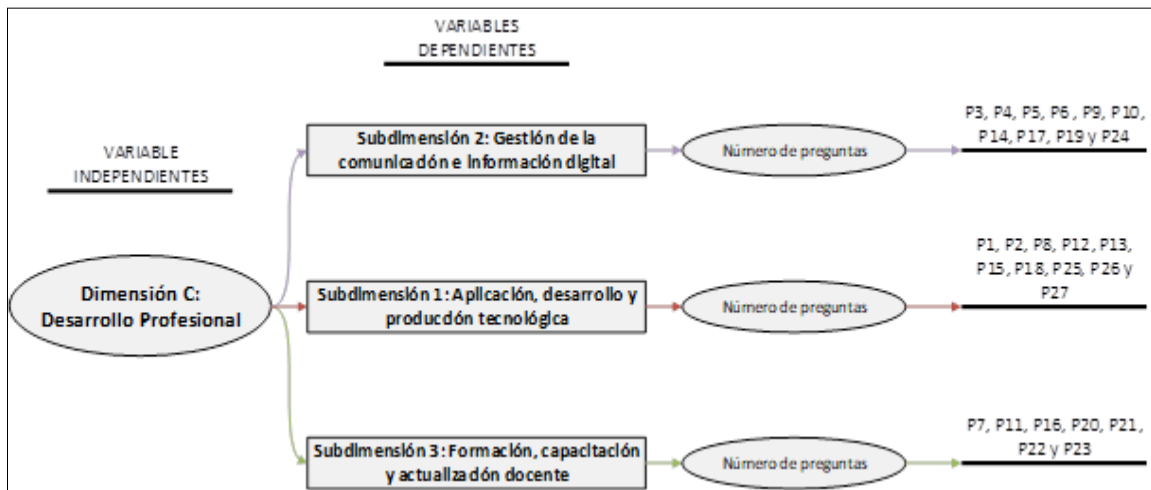 VARIABLES
DEPENDIENTES
P3, P4, P5, P6 , P9, P10,
P14, P17, P19 y P24
Subdimensión 2: Gestión de la
comunicación e información digital
Número de preguntas
VARIABLE
INDEPENDIENTES
P1, P2, P8, P12, P13,
P15, P18, P25, P26 y
P27
Dimensión C:
Desarrollo Profesional
Subdimensión 1: Aplicación, desarrollo y
producción tecnológica
Número de preguntas
P7, P11, P16, P20, P21,
P22 y P23
Subdimensión 3: Formación, capacitación
y actualización docente
Número de preguntas